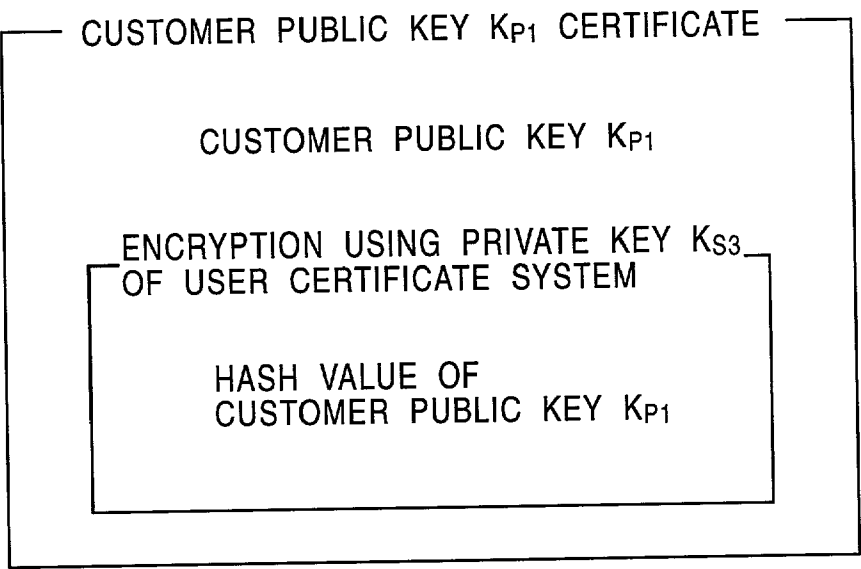 CUSTOMER PUBLIC KEY KP1 CERTIFICATE
CUSTOMER PUBLIC KEY KP1
ENCRYPTION USING PRIVATE KEY KS3
OF USER CERTIFICATE SYSTEM
HASH VALUE OF
CUSTOMER PUBLIC KEY KP1